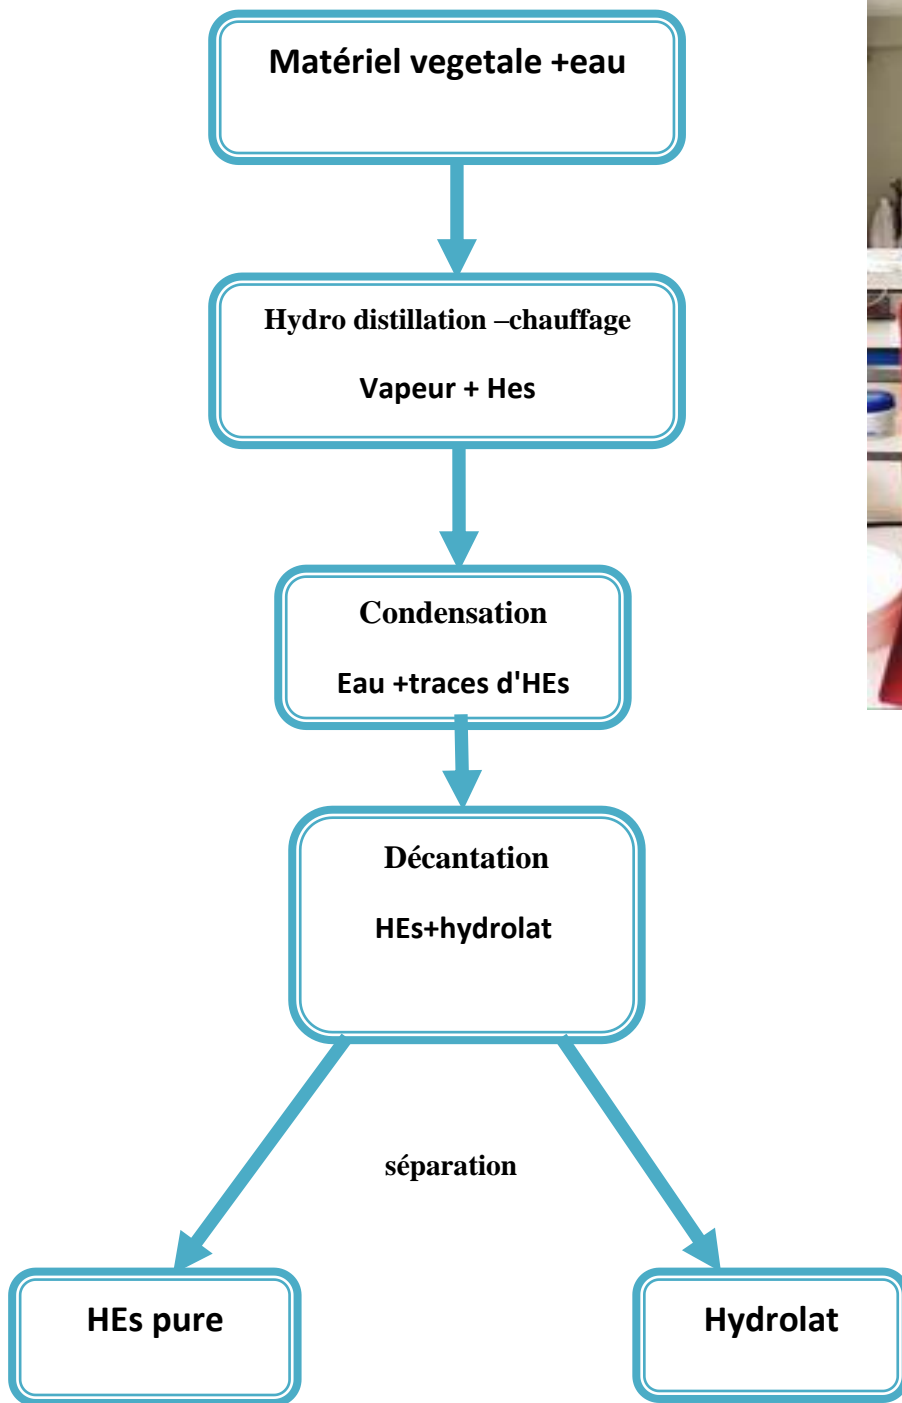 Matériel vegetale +eau
Hydro distillation –chauffage
Vapeur + Hes
Condensation
Eau +traces d'HEs
Décantation
HEs+hydrolat
séparation
HEs pure
Hydrolat